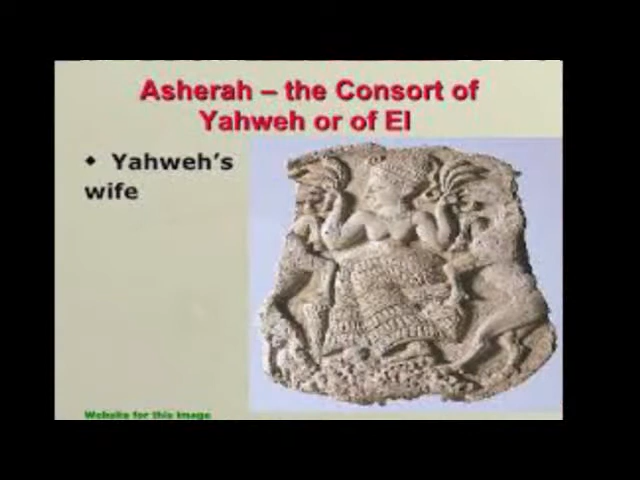 Asherah – the Consort of
Yahweh or of El
◆ Yahweh's
wife
Website for this image